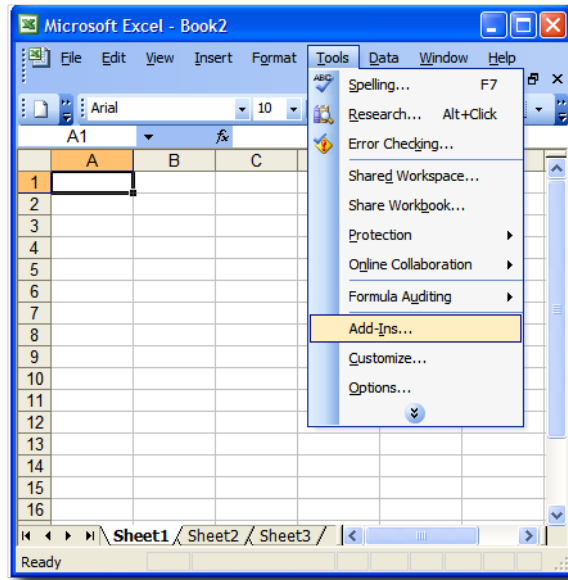 Microsoft Excel - Book2
File Edit View Insert Format Tools Data Window Help
Arial 10
A1 fx
A B C
1
2
3
4
5
6
7
8
9
10
11
12
13
14
15
16
ABC Spelling... F7
Research... Alt+Click
Error Checking...
Shared Workspace...
Share Workbook...
Protection
Online Collaboration
Formula Auditing
Add-Ins...
Customize...
Options...
Sheet1 Sheet2 Sheet3
Ready